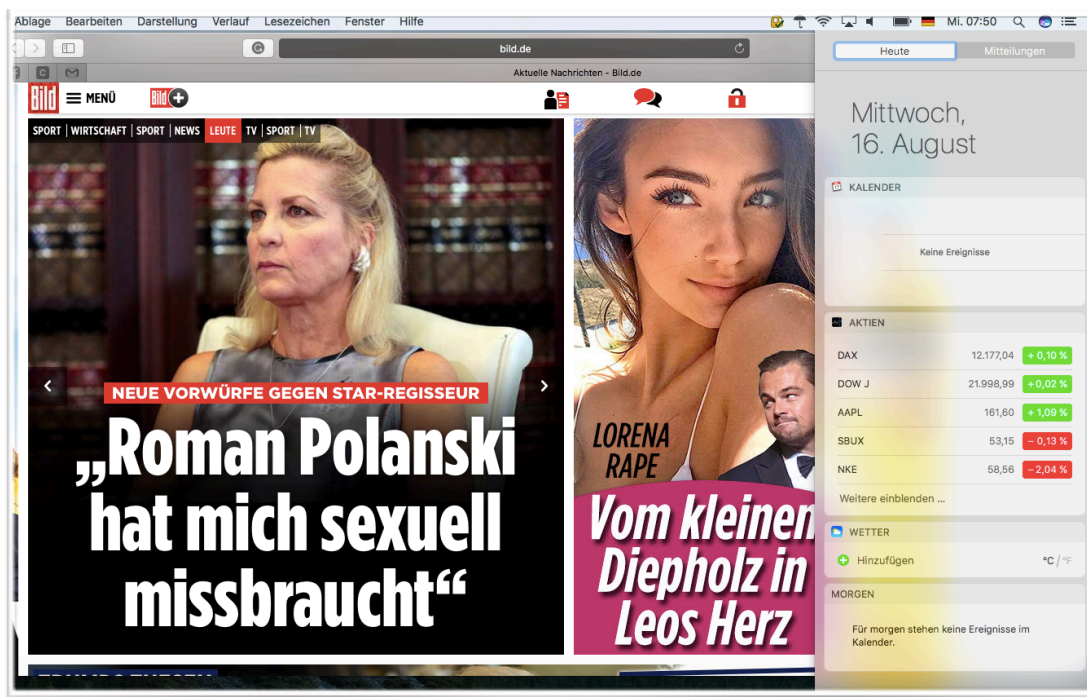 Ablage Bearbeiten Darstellung Verlauf Lesezeichen Fenster Hilfe
Mi. 07:50
bild.de
Heute Mitteilungen
Aktuelle Nachrichten - Bild.de
Bild MENÜ Bild
SPORT | WIRTSCHAFT | SPORT | NEWS LEUTE TV | SPORT | TV
NEUE VORWÜRFE GEGEN STAR-REGISSEUR
„Roman Polanski
hat mich sexuell
missbraucht“
LORENA
RAPE
Vom kleinen
Diepholz in
Leos Herz
Mittwoch,
16. August
KALENDER
Keine Ereignisse
AKTIEN
DAX 12.177,04 + 0,10 %
DOW J 21.998,99 +0,02 %
AAPL 161,60 + 1,09 %
SBUX 53,15 – 0,13 %
NKE 58,56 – 2,04 %
Weitere einblenden ...
WETTER
Hinzufügen °C / °F
MORGEN
Für morgen stehen keine Ereignisse im
Kalender.